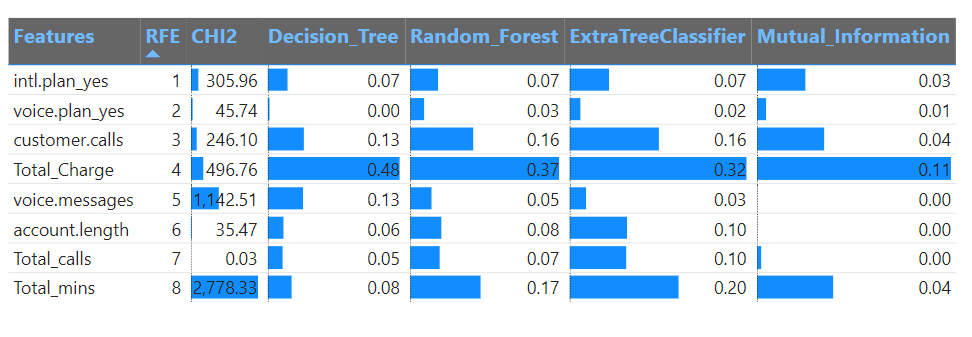 Features RFE CHI2 Decision_Tree Random_Forest ExtraTreeClassifier Mutual_Information
intl.plan_yes 1 305.96 0.07 0.07 0.07 0.03
voice.plan_yes 2 45.74 0.00 0.03 0.02 0.01
customer.calls 3 246.10 0.13 0.16 0.16 0.04
Total_Charge 4 496.76 0.48 0.37 0.32 0.11
voice.messages 5 1,142.51 0.13 0.05 0.03 0.00
account.length 6 35.47 0.06 0.08 0.10 0.00
Total_calls 7 0.03 0.05 0.07 0.10 0.00
Total_mins 8 2,778.33 0.08 0.17 0.20 0.04